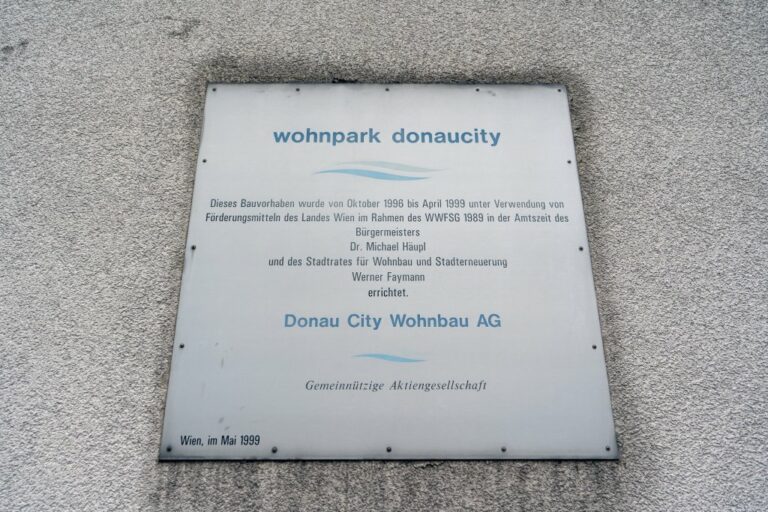 wohnpark donaucity
Dieses Bauvorhaben wurde von Oktober 1996 bis April 1999 unter Verwendung von
Förderungsmitteln des Landes Wien im Rahmen des WWFSG 1989 in der Amtszeit des
Bürgermeisters
Dr. Michael Häupl
und des Stadtrates für Wohnbau und Stadterneuerung
Werner Faymann
errichtet.
Donau City Wohnbau AG
Gemeinnützige Aktiengesellschaft
Wien, im Mai 1999